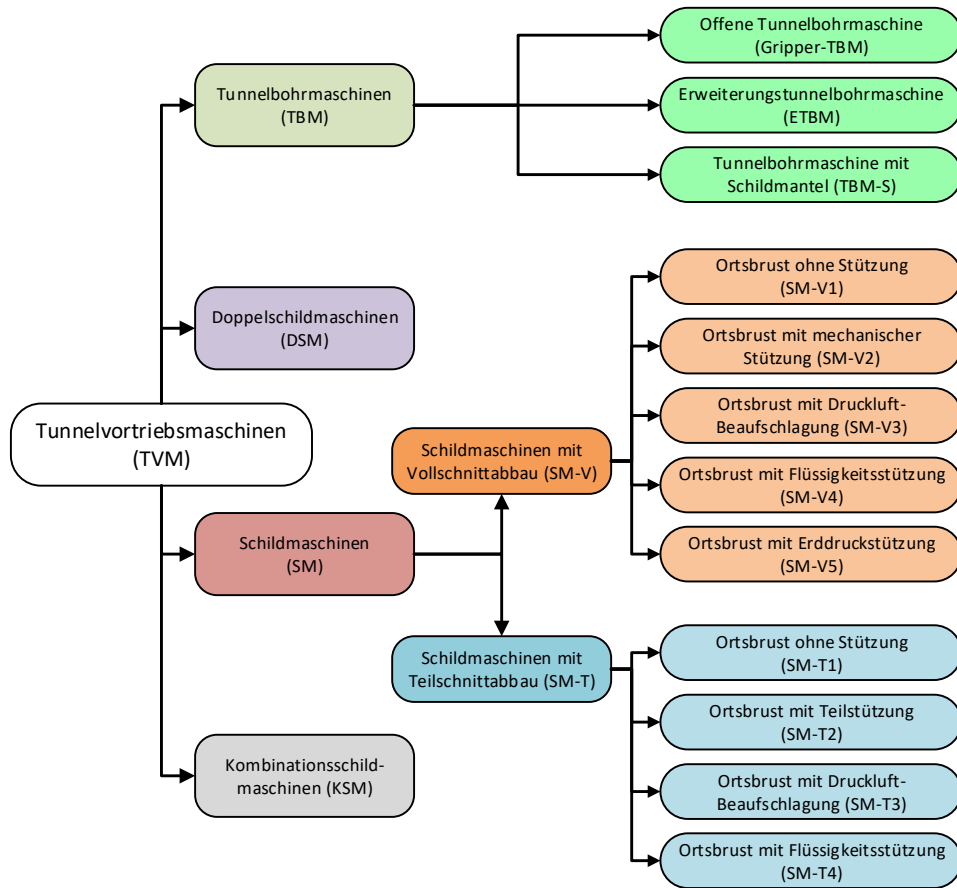 Tunnelvortriebsmaschinen
(TVM)
Tunnelbohrmaschinen
(TBM)
Offene Tunnelbohrmaschine
(Gripper-TBM)
Erweiterungstunnelbohrmaschine
(ETBM)
Tunnelbohrmaschine mit
Schildmantel (TBM-S)
Doppelschildmaschinen
(DSM)
Schildmaschinen
(SM)
Schildmaschinen mit
Vollschnittabbau (SM-V)
Ortsbrust ohne Stützung
(SM-V1)
Ortsbrust mit mechanischer
Stützung (SM-V2)
Ortsbrust mit Druckluft-
Beaufschlagung (SM-V3)
Ortsbrust mit Flüssigkeitsstützung
(SM-V4)
Ortsbrust mit Erddruckstützung
(SM-V5)
Schildmaschinen mit
Teilschnittabbau (SM-T)
Ortsbrust ohne Stützung
(SM-T1)
Ortsbrust mit Teilstützung
(SM-T2)
Ortsbrust mit Druckluft-
Beaufschlagung (SM-T3)
Ortsbrust mit Flüssigkeitsstützung
(SM-T4)
Kombinationsschild-
maschinen (KSM)